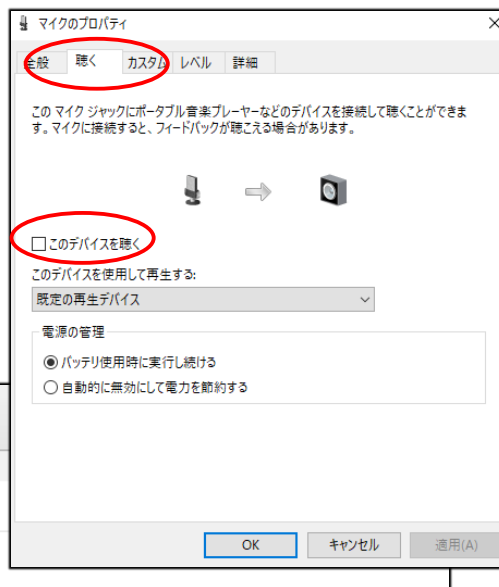 マイクのプロパティ
全般 聴く カスタム レベル 詳細
この マイク ジャックにポータブル音楽プレーヤーなどのデバイスを接続して聴くことができま
す。マイクに接続すると、フィードバックが聴こえる場合があります。
このデバイスを聴く
このデバイスを使用して再生する:
既定の再生デバイス
電源の管理
バッテリ使用時に実行し続ける
自動的に無効にして電力を節約する
OK キャンセル 適用(A)